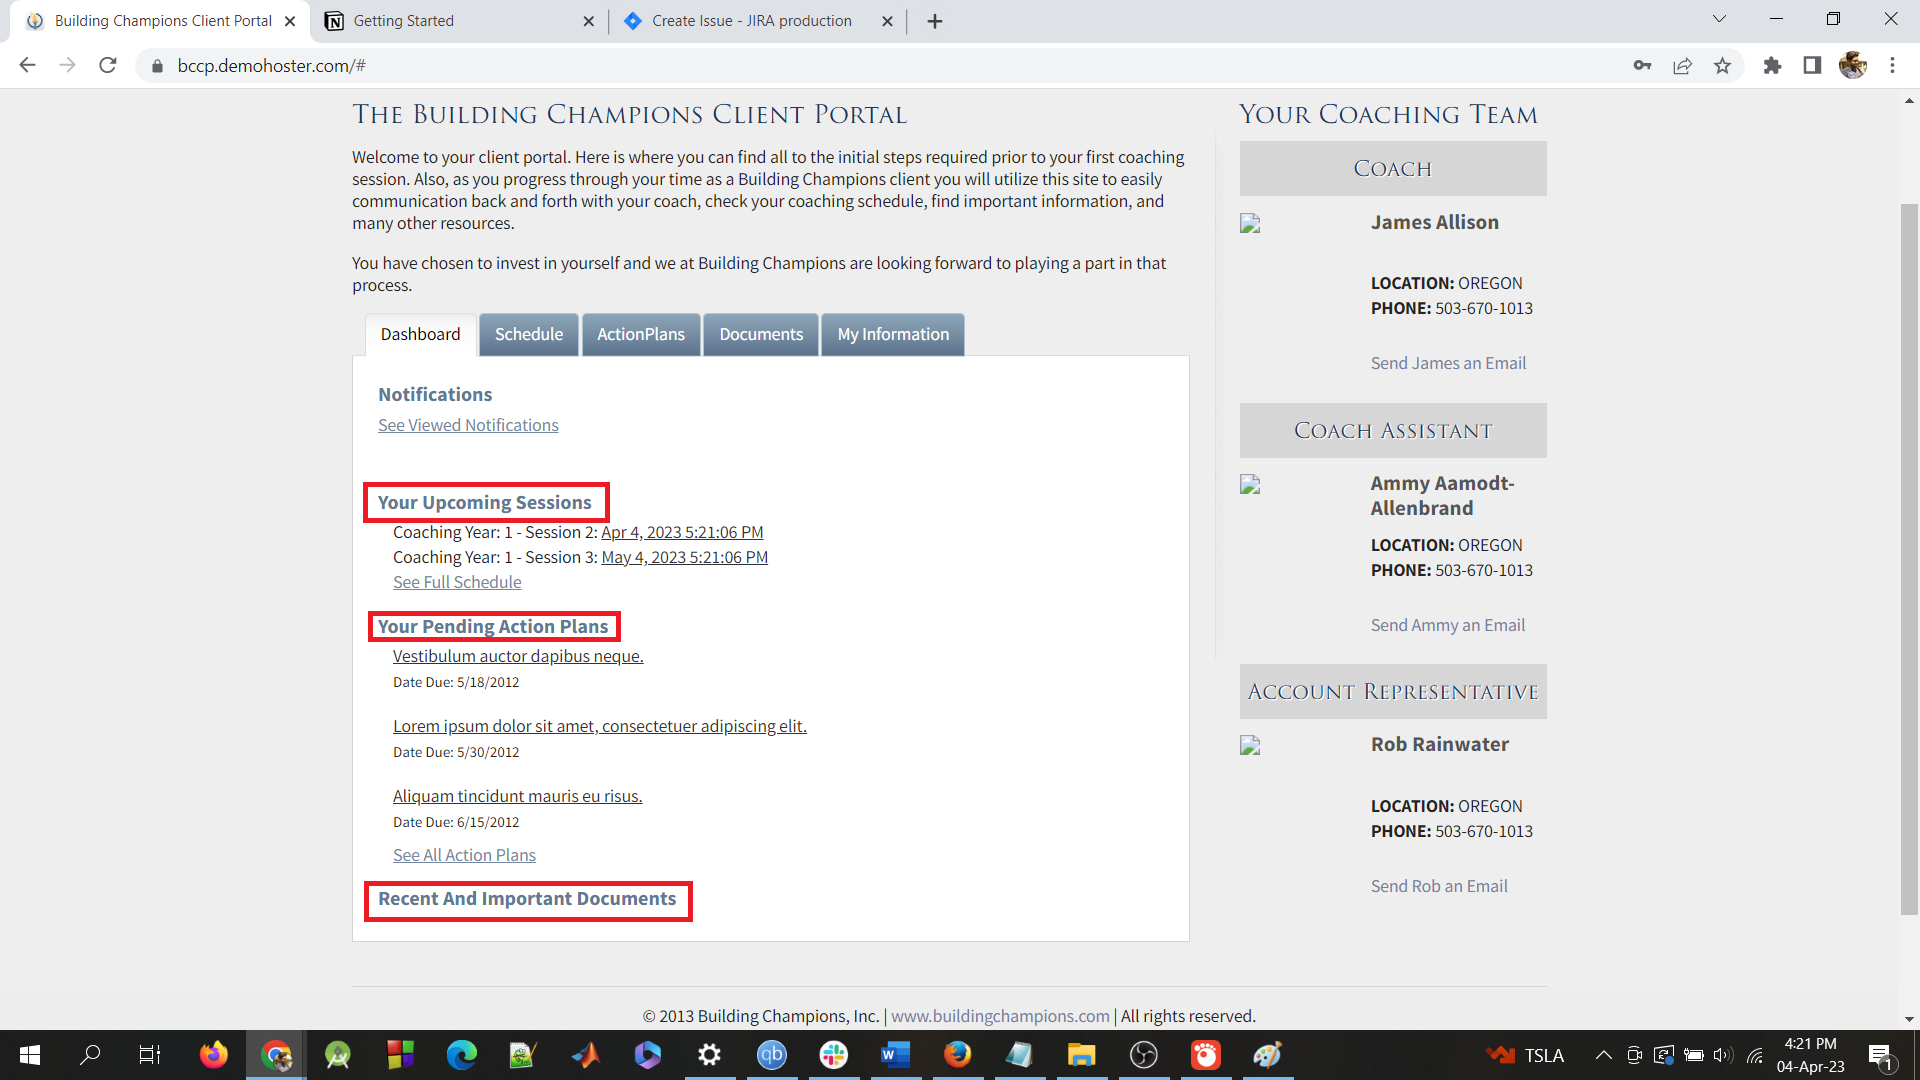 Building Champions Client Portal
Getting Started
Create Issue - JIRA production
bccp.demohoster.com/#
THE BUILDING CHAMPIONS CLIENT PORTAL
Welcome to your client portal. Here is where you can find all to the initial steps required prior to your first coaching
session. Also, as you progress through your time as a Building Champions client you will utilize this site to easily
communication back and forth with your coach, check your coaching schedule, find important information, and
many other resources.
You have chosen to invest in yourself and we at Building Champions are looking forward to playing a part in that
process.
Dashboard
Schedule
ActionPlans
Documents
My Information
Notifications
See Viewed Notifications
Your Upcoming Sessions
Coaching Year: 1 - Session 2: Apr 4, 2023 5:21:06 PM
Coaching Year: 1 - Session 3: May 4, 2023 5:21:06 PM
See Full Schedule
Your Pending Action Plans
Vestibulum auctor dapibus neque.
Date Due: 5/18/2012
Lorem ipsum dolor sit amet, consectetuer adipiscing elit.
Date Due: 5/30/2012
Aliquam tincidunt mauris eu risus.
Date Due: 6/15/2012
See All Action Plans
Recent And Important Documents
YOUR COACHING TEAM
COACH
James Allison
LOCATION: OREGON
PHONE: 503-670-1013
Send James an Email
COACH ASSISTANT
Ammy Aamodt-
Allenbrand
LOCATION: OREGON
PHONE: 503-670-1013
Send Ammy an Email
ACCOUNT REPRESENTATIVE
Rob Rainwater
LOCATION: OREGON
PHONE: 503-670-1013
Send Rob an Email
© 2013 Building Champions, Inc. | www.buildingchampions.com | All rights reserved.
qb
W
TSLA
4:21 PM
04-Apr-23
1